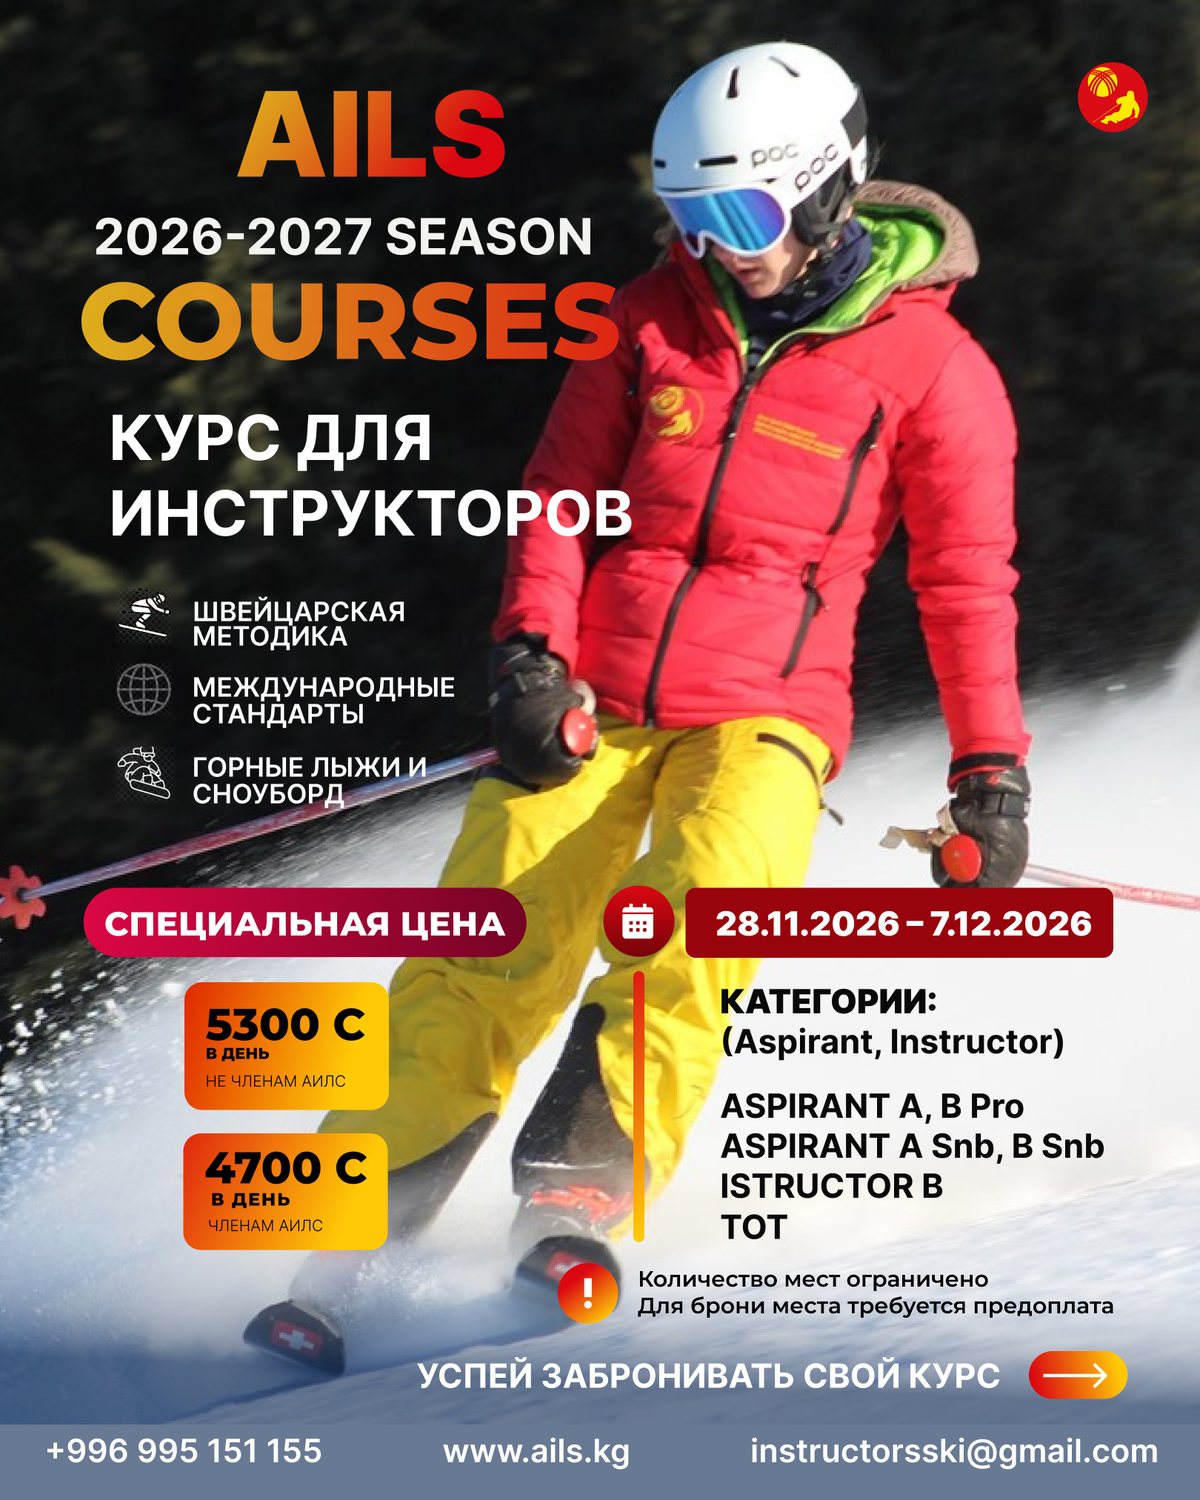 AILS
2026-2027 SEASON
COURSES
КУРС ДЛЯ
ИНСТРУКТОРОВ
ШВЕЙЦАРСКАЯ
МЕТОДИКА
МЕЖДУНАРОДНЫЕ
СТАНДАРТЫ
ГОРНЫЕ ЛЫЖИ И
СНОУБОРД
poc
poc
СПЕЦИАЛЬНАЯ ЦЕНА
5300 С
В ДЕНЬ
НЕ ЧЛЕНАМ АИЛС
4700 С
В ДЕНЬ
ЧЛЕНАМ АИЛС
28.11.2026 – 7.12.2026
КАТЕГОРИИ:
(Aspirant, Instructor)
ASPIRANT A, B Pro
ASPIRANT A Snb, B Snb
ISTRUCTOR B
TOT
!
Количество мест ограничено
Для брони места требуется предоплата
УСПЕЙ ЗАБРОНИВАТЬ СВОЙ КУРС
+996 995 151 155
www.ails.kg
instructorsski@gmail.com